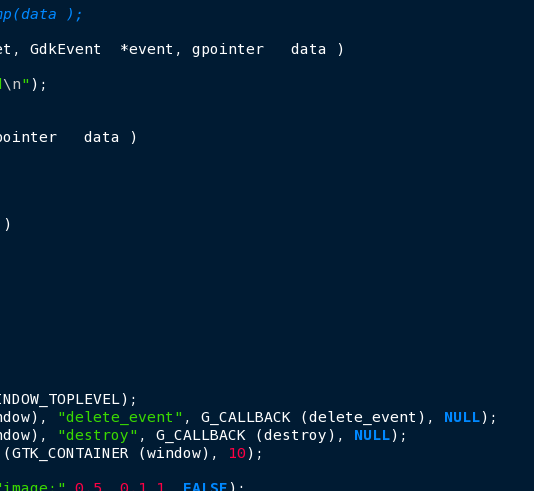 np(data );
et, GdkEvent  *event, gpointer   data )
\n");
pointer   data )
)
INDOW_TOPLEVEL);
ndow), "delete_event", G_CALLBACK (delete_event), NULL);
ndow), "destroy", G_CALLBACK (destroy), NULL);
(GTK_CONTAINER (window), 10);
"image:",0.5, 0.1,1, FALSE);